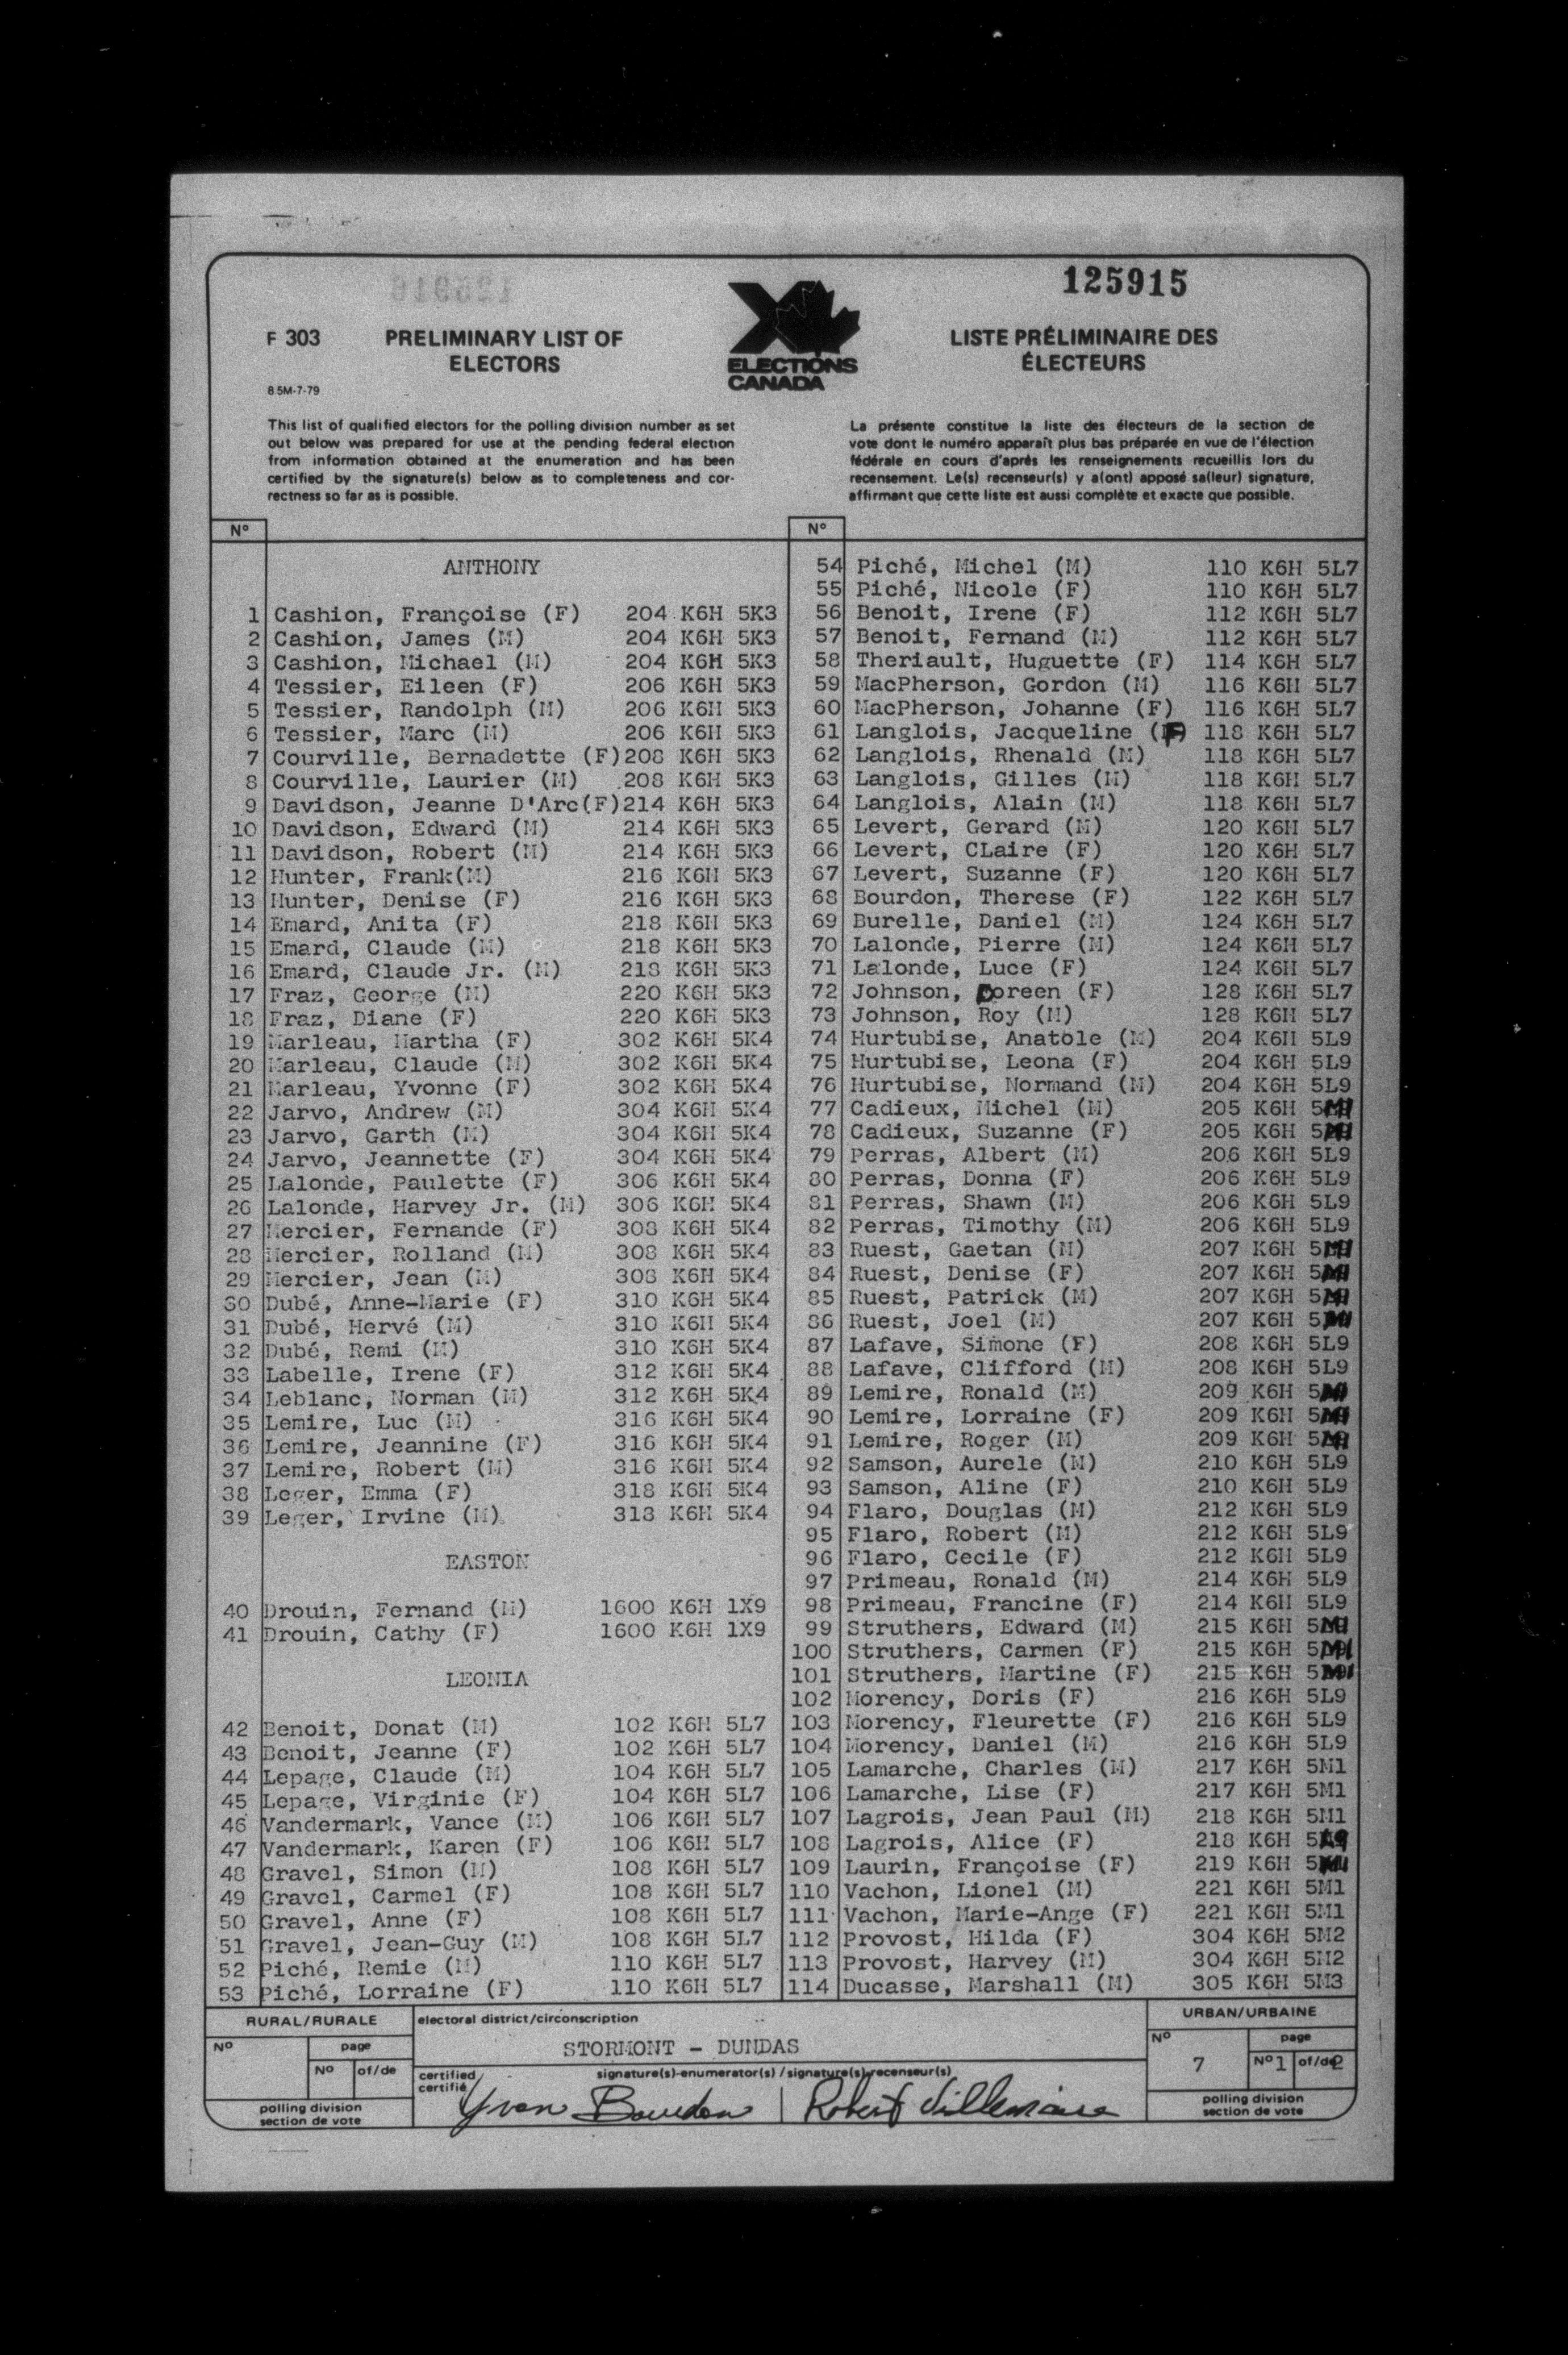 125915
F 303
PRELIMINARY LIST OF
ELECTORS
ELECTIONS
CANADA
LISTE PRÉLIMINAIRE DES
ÉLECTEURS
8.5M-7-79
This list of qualified electors for the polling division number as set
out below was prepared for use at the pending federal election
from information obtained at the enumeration and has been
certified by the signature(s) below as to completeness and cor-
rectness so far as is possible.
La présente constitue la liste des électeurs de la section de
vote dont le numéro apparaît plus bas préparée en vue de l'élection
fédérale en cours d'après les renseignements recueillis lors du
recensement. Le(s) recenseur(s) y a(ont) apposé sa(leur) signature,
affirmant que cette liste est aussi complète et exacte que possible.
Nº
ANTHONY
1 Cashion, Françoise (F) 204 K6H 5K3
2 Cashion, James (M) 204 K6H 5K3
3 Cashion, Michael (M) 204 K6H 5K3
4 Tessier, Eileen (F) 206 K6H 5K3
5 Tessier, Randolph (M) 206 K6H 5K3
6 Tessier, Marc (M) 206 K6H 5K3
7 Courville, Bernadette (F)208 K6H 5K3
8 Courville, Laurier (M) 208 K6H 5K3
9 Davidson, Jeanne D'Arc(F)214 K6H 5K3
10 Davidson, Edward (M) 214 K6H 5K3
11 Davidson, Robert (M) 214 K6H 5K3
12 Hunter, Frank(M) 216 K6H 5K3
13 Hunter, Denise (F) 216 K6H 5K3
14 Emard, Anita (F) 218 K6H 5K3
15 Emard, Claude (M) 218 K6H 5K3
16 Emard, Claude Jr. (M) 218 K6H 5K3
17 Fraz, George (M) 220 K6H 5K3
18 Fraz, Diane (F) 220 K6H 5K3
19 Marleau, Martha (F) 302 K6H 5K4
20 Marleau, Claude (M) 302 K6H 5K4
21 Marleau, Yvonne (F) 302 K6H 5K4
22 Jarvo, Andrew (M) 304 K6H 5K4
23 Jarvo, Garth (M) 304 K6H 5K4
24 Jarvo, Jeannette (F) 304 K6H 5K4
25 Lalonde, Paulette (F) 306 K6H 5K4
26 Lalonde, Harvey Jr. (M) 306 K6H 5K4
27 Mercier, Fernande (F) 308 K6H 5K4
28 Mercier, Rolland (M) 308 K6H 5K4
29 Mercier, Jean (M) 308 K6H 5K4
30 Dubé, Anne-Marie (F) 310 K6H 5K4
31 Dubé, Hervé (M) 310 K6H 5K4
32 Dubé, Remi (M) 310 K6H 5K4
33 Labelle, Irene (F) 312 K6H 5K4
34 Leblanc, Norman (M) 312 K6H 5K4
35 Lemire, Luc (M) 316 K6H 5K4
36 Lemire, Jeannine (F) 316 K6H 5K4
37 Lemire, Robert (M) 316 K6H 5K4
38 Leger, Emma (F) 318 K6H 5K4
39 Leger, Irvine (M) 318 K6H 5K4
EASTON
40 Drouin, Fernand (M) 1600 K6H 1X9
41 Drouin, Cathy (F) 1600 K6H 1X9
LEONIA
42 Benoit, Donat (M) 102 K6H 5L7
43 Benoit, Jeanne (F) 102 K6H 5L7
44 Lepage, Claude (M) 104 K6H 5L7
45 Lepage, Virginie (F) 104 K6H 5L7
46 Vandermark, Vance (M) 106 K6H 5L7
47 Vandermark, Karen (F) 106 K6H 5L7
48 Gravel, Simon (M) 108 K6H 5L7
49 Gravel, Carmel (F) 108 K6H 5L7
50 Gravel, Anne (F) 108 K6H 5L7
51 Gravel, Jean-Guy (M) 108 K6H 5L7
52 Piché, Remie (M) 110 K6H 5L7
53 Piché, Lorraine (F) 110 K6H 5L7
Nº
54 Piché, Michel (M) 110 K6H 5L7
55 Piché, Nicole (F) 110 K6H 5L7
56 Benoit, Irene (F) 112 K6H 5L7
57 Benoit, Fernand (M) 112 K6H 5L7
58 Theriault, Huguette (F) 114 K6H 5L7
59 MacPherson, Gordon (M) 116 K6H 5L7
60 MacPherson, Johanne (F) 116 K6H 5L7
61 Langlois, Jacqueline (F) 118 K6H 5L7
62 Langlois, Rhenald (M) 118 K6H 5L7
63 Langlois, Gilles (M) 118 K6H 5L7
64 Langlois, Alain (M) 118 K6H 5L7
65 Levert, Gerard (M) 120 K6H 5L7
66 Levert, CLaire (F) 120 K6H 5L7
67 Levert, Suzanne (F) 120 K6H 5L7
68 Bourdon, Therese (F) 122 K6H 5L7
69 Burelle, Daniel (M) 124 K6H 5L7
70 Lalonde, Pierre (M) 124 K6H 5L7
71 Lalonde, Luce (F) 124 K6H 5L7
72 Johnson, Doreen (F) 128 K6H 5L7
73 Johnson, Roy (M) 128 K6H 5L7
74 Hurtubise, Anatole (M) 204 K6H 5L9
75 Hurtubise, Leona (F) 204 K6H 5L9
76 Hurtubise, Normand (M) 204 K6H 5L9
77 Cadieux, Michel (M) 205 K6H 5M1
78 Cadieux, Suzanne (F) 205 K6H 5M1
79 Perras, Albert (M) 206 K6H 5L9
80 Perras, Donna (F) 206 K6H 5L9
81 Perras, Shawn (M) 206 K6H 5L9
82 Perras, Timothy (M) 206 K6H 5L9
83 Ruest, Gaetan (M) 207 K6H 5M1
84 Ruest, Denise (F) 207 K6H 5M1
85 Ruest, Patrick (M) 207 K6H 5M1
86 Ruest, Joel (M) 207 K6H 5M1
87 Lafave, Simone (F) 208 K6H 5L9
88 Lafave, Clifford (M) 208 K6H 5L9
89 Lemire, Ronald (M) 209 K6H 5M1
90 Lemire, Lorraine (F) 209 K6H 5M1
91 Lemire, Roger (M) 209 K6H 5M1
92 Samson, Aurele (M) 210 K6H 5L9
93 Samson, Aline (F) 210 K6H 5L9
94 Flaro, Douglas (M) 212 K6H 5L9
95 Flaro, Robert (M) 212 K6H 5L9
96 Flaro, Cecile (F) 212 K6H 5L9
97 Primeau, Ronald (M) 214 K6H 5L9
98 Primeau, Francine (F) 214 K6H 5L9
99 Struthers, Edward (M) 215 K6H 5M1
100 Struthers, Carmen (F) 215 K6H 5M1
101 Struthers, Martine (F) 215 K6H 5M1
102 Morency, Doris (F) 216 K6H 5L9
103 Morency, Fleurette (F) 216 K6H 5L9
104 Morency, Daniel (M) 216 K6H 5L9
105 Lamarche, Charles (M) 217 K6H 5M1
106 Lamarche, Lise (F) 217 K6H 5M1
107 Lagrois, Jean Paul (M) 218 K6H 5M1
108 Lagrois, Alice (F) 218 K6H 5L9
109 Laurin, Françoise (F) 219 K6H 5M1
110 Vachon, Lionel (M) 221 K6H 5M1
111 Vachon, Marie-Ange (F) 221 K6H 5M1
112 Provost, Hilda (F) 304 K6H 5M2
113 Provost, Harvey (M) 304 K6H 5M2
114 Ducasse, Marshall (M) 305 K6H 5M3
RURAL/RURALE
Nº
page
Nº of/de
polling division
section de vote
electoral district/circonscription
STORMONT - DUNDAS
certified
certifié
signature(s)-enumerator(s)/signature(s)-recenseur(s)
Yvon Bourdon Robert Villemaire
URBAN/URBAINE
Nº
7
page
Nº 1 of/de 2
polling division
section de vote